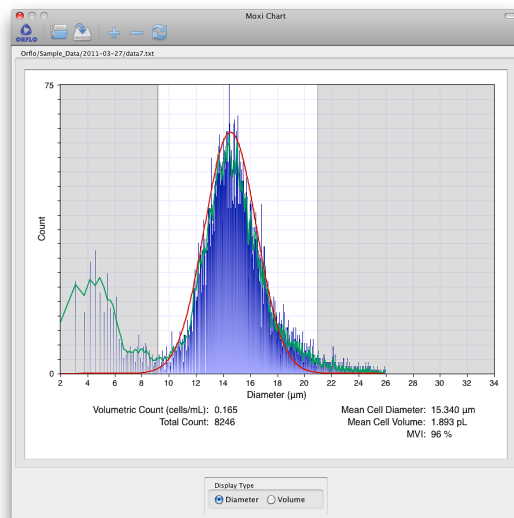 Moxi Chart
ORFLO
Orflo/Sample_Data/2011-03-27/data7.txt
75
Count
0
2 4 6 8 10 12 14 16 18 20 22 24 26 28 30 32 34
Diameter (µm)
Volumetric Count (cells/mL): 0.165 Mean Cell Diameter: 15.340 µm
Total Count: 8246 Mean Cell Volume: 1.893 pL
MVI: 96 %
Display Type
Diameter Volume